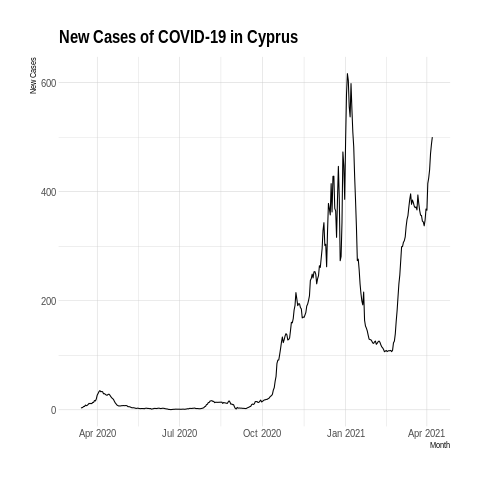 New Cases of COVID-19 in Cyprus
New Cases
600
400
200
0
Apr 2020 Jul 2020 Oct 2020 Jan 2021 Apr 2021
Month